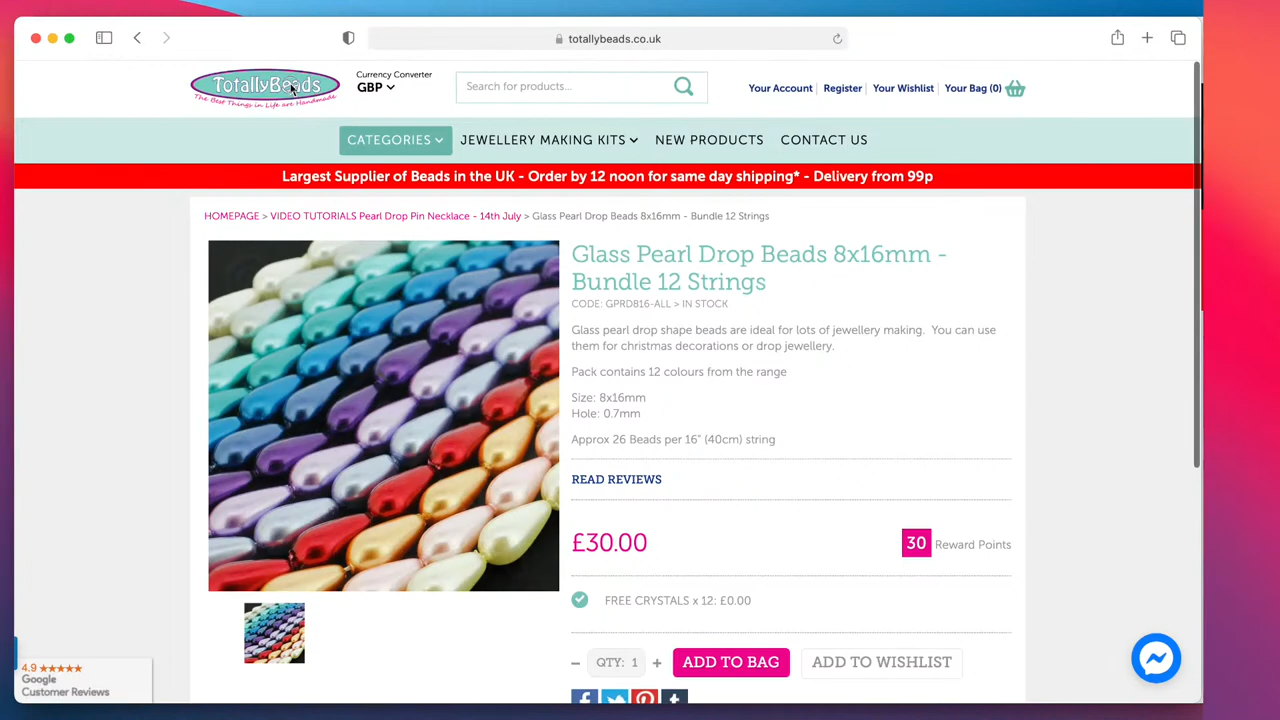 totallybeads.co.uk
TotallyBeads
The Best Things in Life are Handmade
Currency Converter
GBP
Search for products...
Your Account
Register
Your Wishlist
Your Bag (0)
CATEGORIES
JEWELLERY MAKING KITS
NEW PRODUCTS
CONTACT US
Largest Supplier of Beads in the UK - Order by 12 noon for same day shipping* - Delivery from 99p
HOMEPAGE > VIDEO TUTORIALS Pearl Drop Pin Necklace - 14th July > Glass Pearl Drop Beads 8x16mm - Bundle 12 Strings
Glass Pearl Drop Beads 8x16mm -
Bundle 12 Strings
CODE: GPRD816-ALL > IN STOCK
Glass pearl drop shape beads are ideal for lots of jewellery making. You can use
them for christmas decorations or drop jewellery.
Pack contains 12 colours from the range
Size: 8x16mm
Hole: 0.7mm
Approx 26 Beads per 16" (40cm) string
READ REVIEWS
£30.00
30 Reward Points
FREE CRYSTALS x 12: £0.00
− QTY: 1 +
ADD TO BAG
ADD TO WISHLIST
4.9 ★★★★★
Google
Customer Reviews